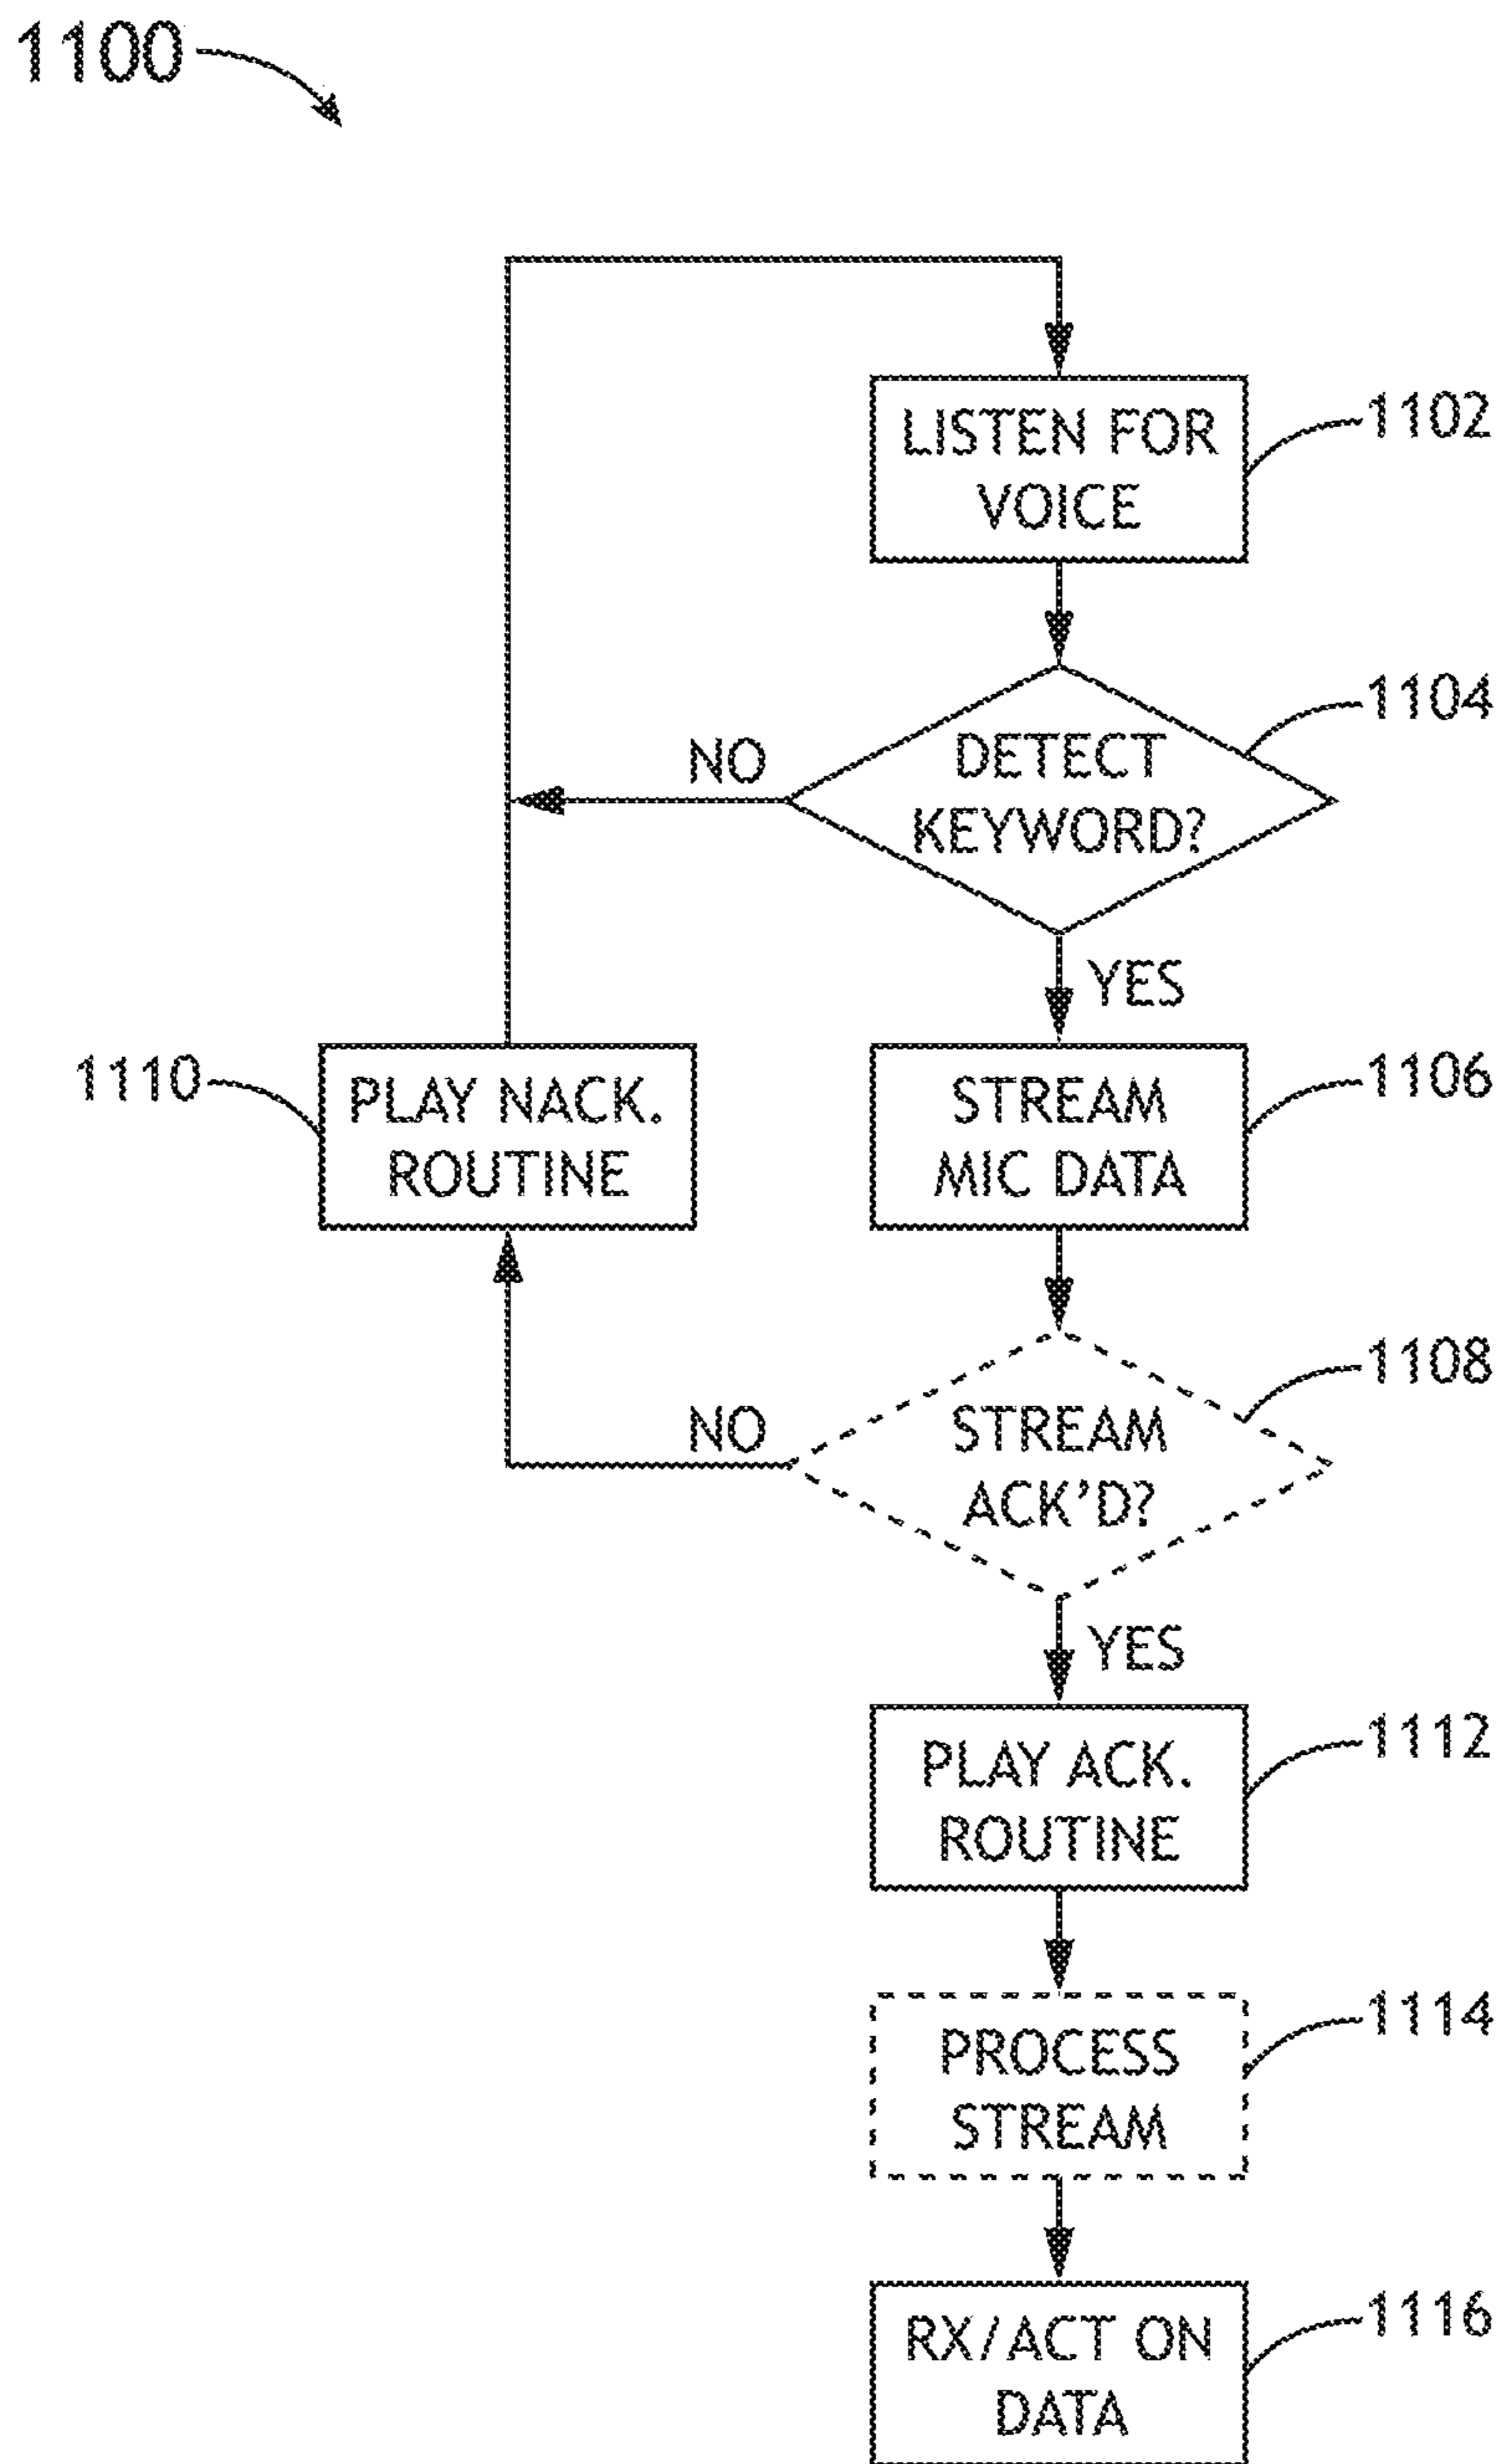 1100
LISTEN FOR
VOICE
1102
DETECT
KEYWORD?
1104
NO
YES
1110
PLAY NACK.
ROUTINE
STREAM
MIC DATA
1106
STREAM
ACK'D?
1108
NO
YES
PLAY ACK.
ROUTINE
1112
PROCESS
STREAM
1114
RX/ACT ON
DATA
1116